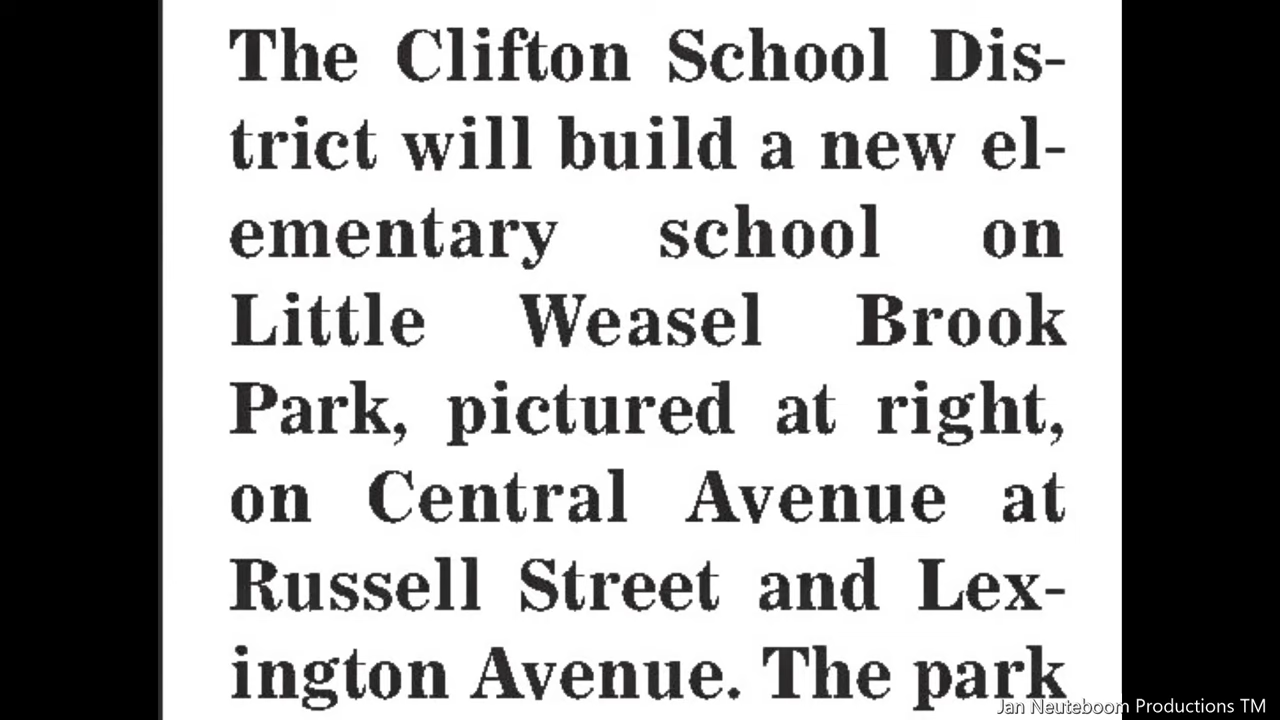 The Clifton School Dis-
trict will build a new el-
ementary school on
Little Weasel Brook
Park, pictured at right,
on Central Avenue at
Russell Street and Lex-
ington Avenue. The park
Jan Neuteboom Productions TM